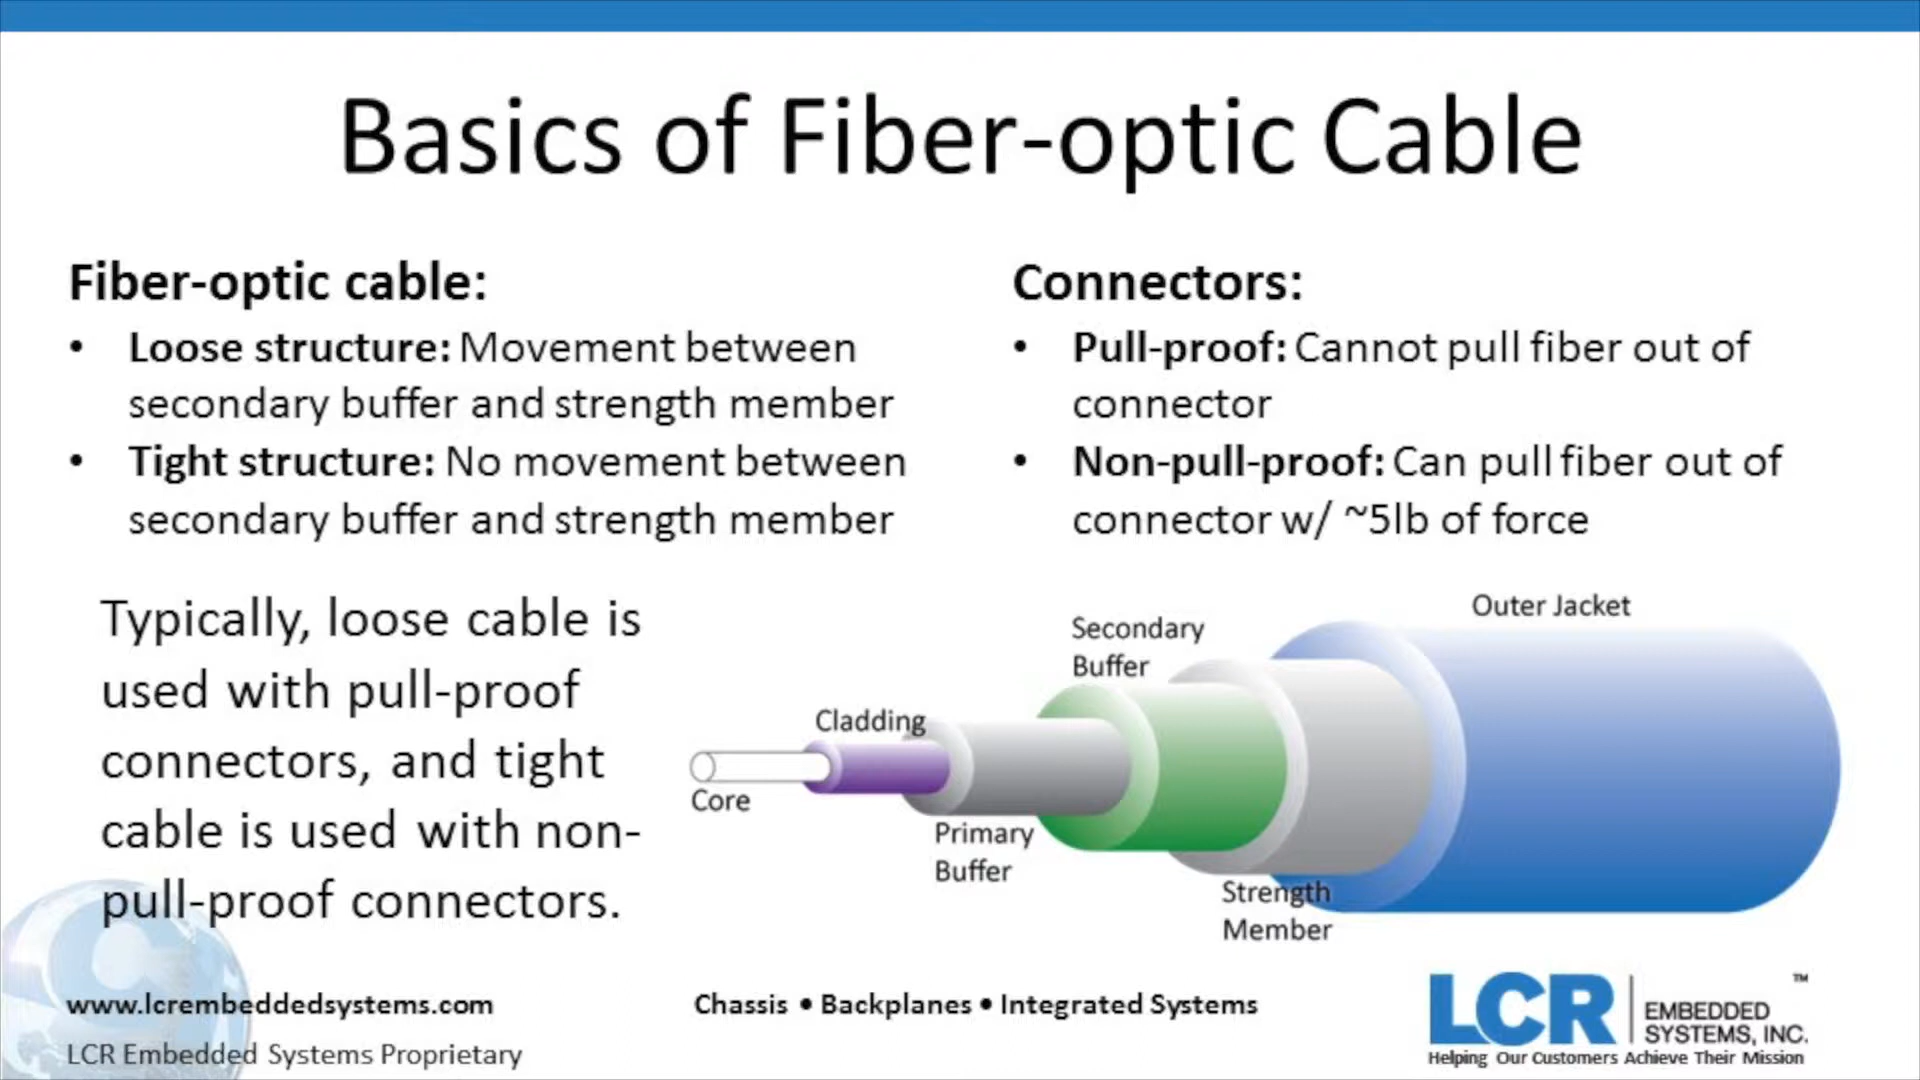 Basics of Fiber-optic Cable
Fiber-optic cable:
• Loose structure: Movement between
secondary buffer and strength member
• Tight structure: No movement between
secondary buffer and strength member
Connectors:
• Pull-proof: Cannot pull fiber out of
connector
• Non-pull-proof: Can pull fiber out of
connector w/ ~5lb of force
Typically, loose cable is
used with pull-proof
connectors, and tight
cable is used with non-
pull-proof connectors.
Outer Jacket
Secondary
Buffer
Cladding
Core
Primary
Buffer
Strength
Member
www.lcrembeddedsystems.com
LCR Embedded Systems Proprietary
Chassis • Backplanes • Integrated Systems
LCR EMBEDDED
SYSTEMS, INC. ™
Helping Our Customers Achieve Their Mission